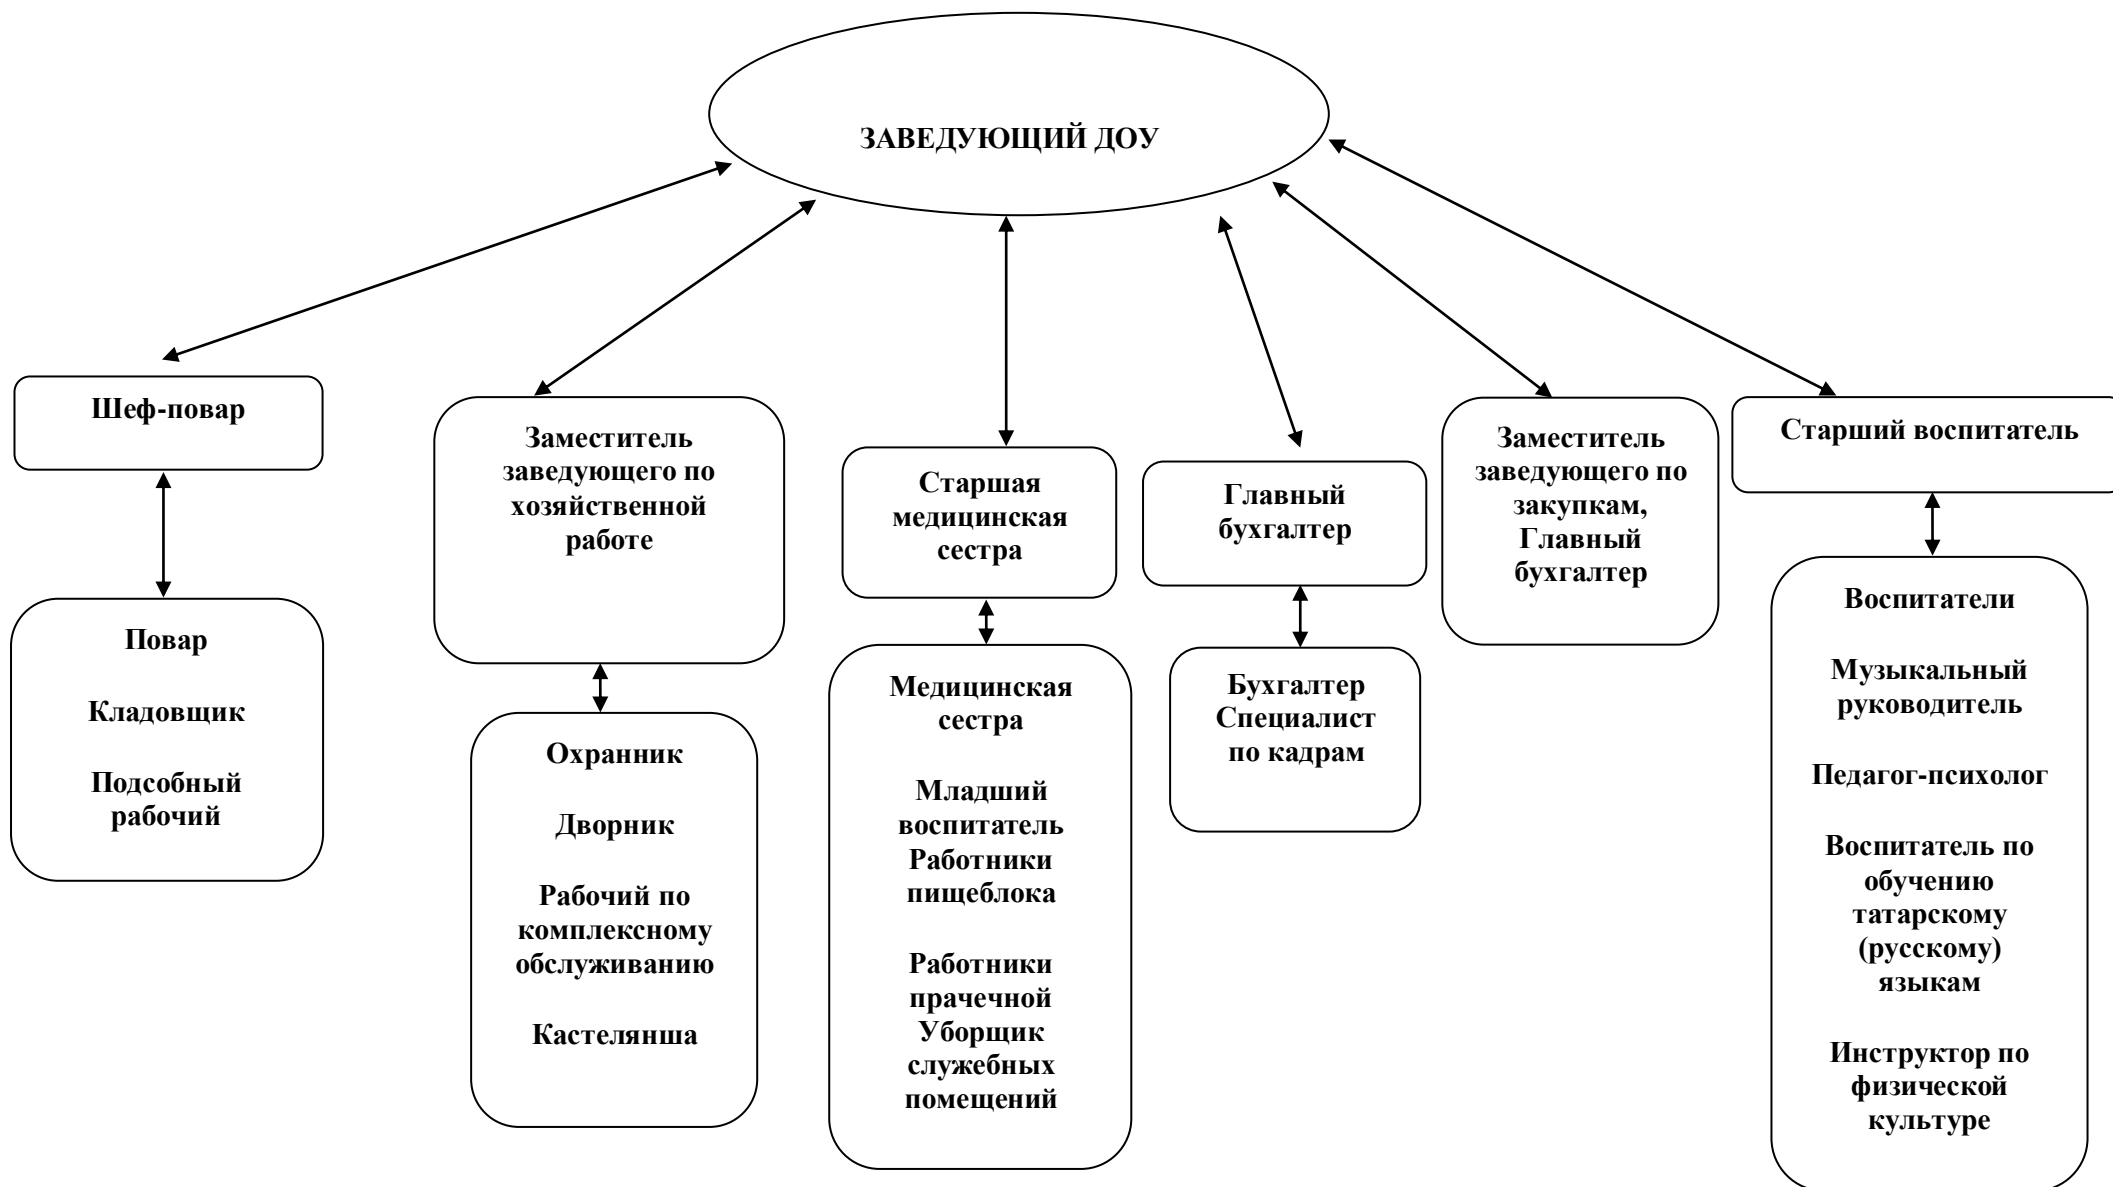 ЗАВЕДУЮЩИЙ ДОУ
Шеф-повар
Повар
Кладовщик
Подсобный
рабочий
Заместитель
заведующего по
хозяйственной
работе
Охранник
Дворник
Рабочий по
комплексному
обслуживанию
Кастелянша
Старшая
медицинская
сестра
Медицинская
сестра
Младший
воспитатель
Работники
пищеблока
Работники
прачечной
Уборщик
служебных
помещений
Главный
бухгалтер
Бухгалтер
Специалист
по кадрам
Заместитель
заведующего по
закупкам,
Главный
бухгалтер
Старший воспитатель
Воспитатели
Музыкальный
руководитель
Педагог-психолог
Воспитатель по
обучению
татарскому
(русскому)
языкам
Инструктор по
физической
культуре